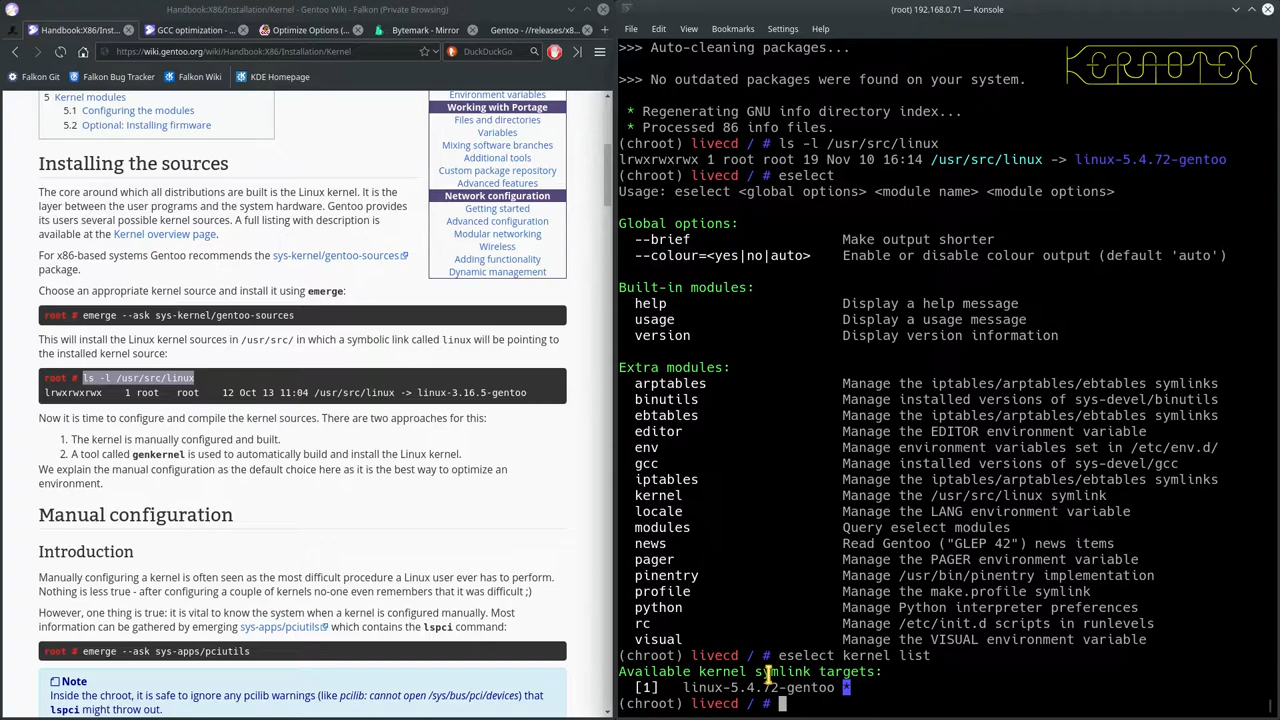 Handbook:X86/Installation/Kernel - Gentoo Wiki - Falkon (Private Browsing)
Handbook:X86/Inst...
GCC optimization - ...
Optimize Options (...
Bytemark - Mirror
Gentoo - //releases/x8...
https://wiki.gentoo.org/wiki/Handbook:X86/Installation/Kernel
DuckDuckGo
Falkon Git
Falkon Bug Tracker
Falkon Wiki
KDE Homepage
5 Kernel modules
5.1 Configuring the modules
5.2 Optional: Installing firmware
Environment variables
Working with Portage
Files and directories
Variables
Mixing software branches
Additional tools
Custom package repository
Advanced features
Network configuration
Getting started
Advanced configuration
Modular networking
Wireless
Adding functionality
Dynamic management
Installing the sources
The core around which all distributions are built is the Linux kernel. It is the
layer between the user programs and the system hardware. Gentoo provides
its users several possible kernel sources. A full listing with description is
available at the Kernel overview page.
For x86-based systems Gentoo recommends the sys-kernel/gentoo-sources
package.
Choose an appropriate kernel source and install it using emerge:
root # emerge --ask sys-kernel/gentoo-sources
This will install the Linux kernel sources in /usr/src/ in which a symbolic link called linux will be pointing to
the installed kernel source:
root # ls -l /usr/src/linux
lrwxrwxrwx 1 root root 12 Oct 13 11:04 /usr/src/linux -> linux-3.16.5-gentoo
Now it is time to configure and compile the kernel sources. There are two approaches for this:
1. The kernel is manually configured and built.
2. A tool called genkernel is used to automatically build and install the Linux kernel.
We explain the manual configuration as the default choice here as it is the best way to optimize an
environment.
Manual configuration
Introduction
Manually configuring a kernel is often seen as the most difficult procedure a Linux user ever has to perform.
Nothing is less true - after configuring a couple of kernels no-one even remembers that it was difficult ;)
However, one thing is true: it is vital to know the system when a kernel is configured manually. Most
information can be gathered by emerging sys-apps/pciutils which contains the lspci command:
root # emerge --ask sys-apps/pciutils
Note
Inside the chroot, it is safe to ignore any pcilib warnings (like pcilib: cannot open /sys/bus/pci/devices) that
lspci might throw out.
(root) 192.168.0.71 — Konsole
File Edit View Bookmarks Settings Help
KERAOTEX
>>> Auto-cleaning packages...
>>> No outdated packages were found on your system.
* Regenerating GNU info directory index...
* Processed 86 info files.
(chroot) livecd / # ls -l /usr/src/linux
lrwxrwxrwx 1 root root 19 Nov 10 16:14 /usr/src/linux -> linux-5.4.72-gentoo
(chroot) livecd / # eselect
Usage: eselect <global options> <module name> <module options>
Global options:
--brief Make output shorter
--colour=<yes|no|auto> Enable or disable colour output (default 'auto')
Built-in modules:
help Display a help message
usage Display a usage message
version Display version information
Extra modules:
arptables Manage the iptables/arptables/ebtables symlinks
binutils Manage installed versions of sys-devel/binutils
ebtables Manage the iptables/arptables/ebtables symlinks
editor Manage the EDITOR environment variable
env Manage environment variables set in /etc/env.d/
gcc Manage installed versions of sys-devel/gcc
iptables Manage the iptables/arptables/ebtables symlinks
kernel Manage the /usr/src/linux symlink
locale Manage the LANG environment variable
modules Query eselect modules
news Read Gentoo ("GLEP 42") news items
pager Manage the PAGER environment variable
pinentry Manage /usr/bin/pinentry implementation
profile Manage the make.profile symlink
python Manage Python interpreter preferences
rc Manage /etc/init.d scripts in runlevels
visual Manage the VISUAL environment variable
(chroot) livecd / # eselect kernel list
Available kernel symlink targets:
[1] linux-5.4.72-gentoo *
(chroot) livecd / #